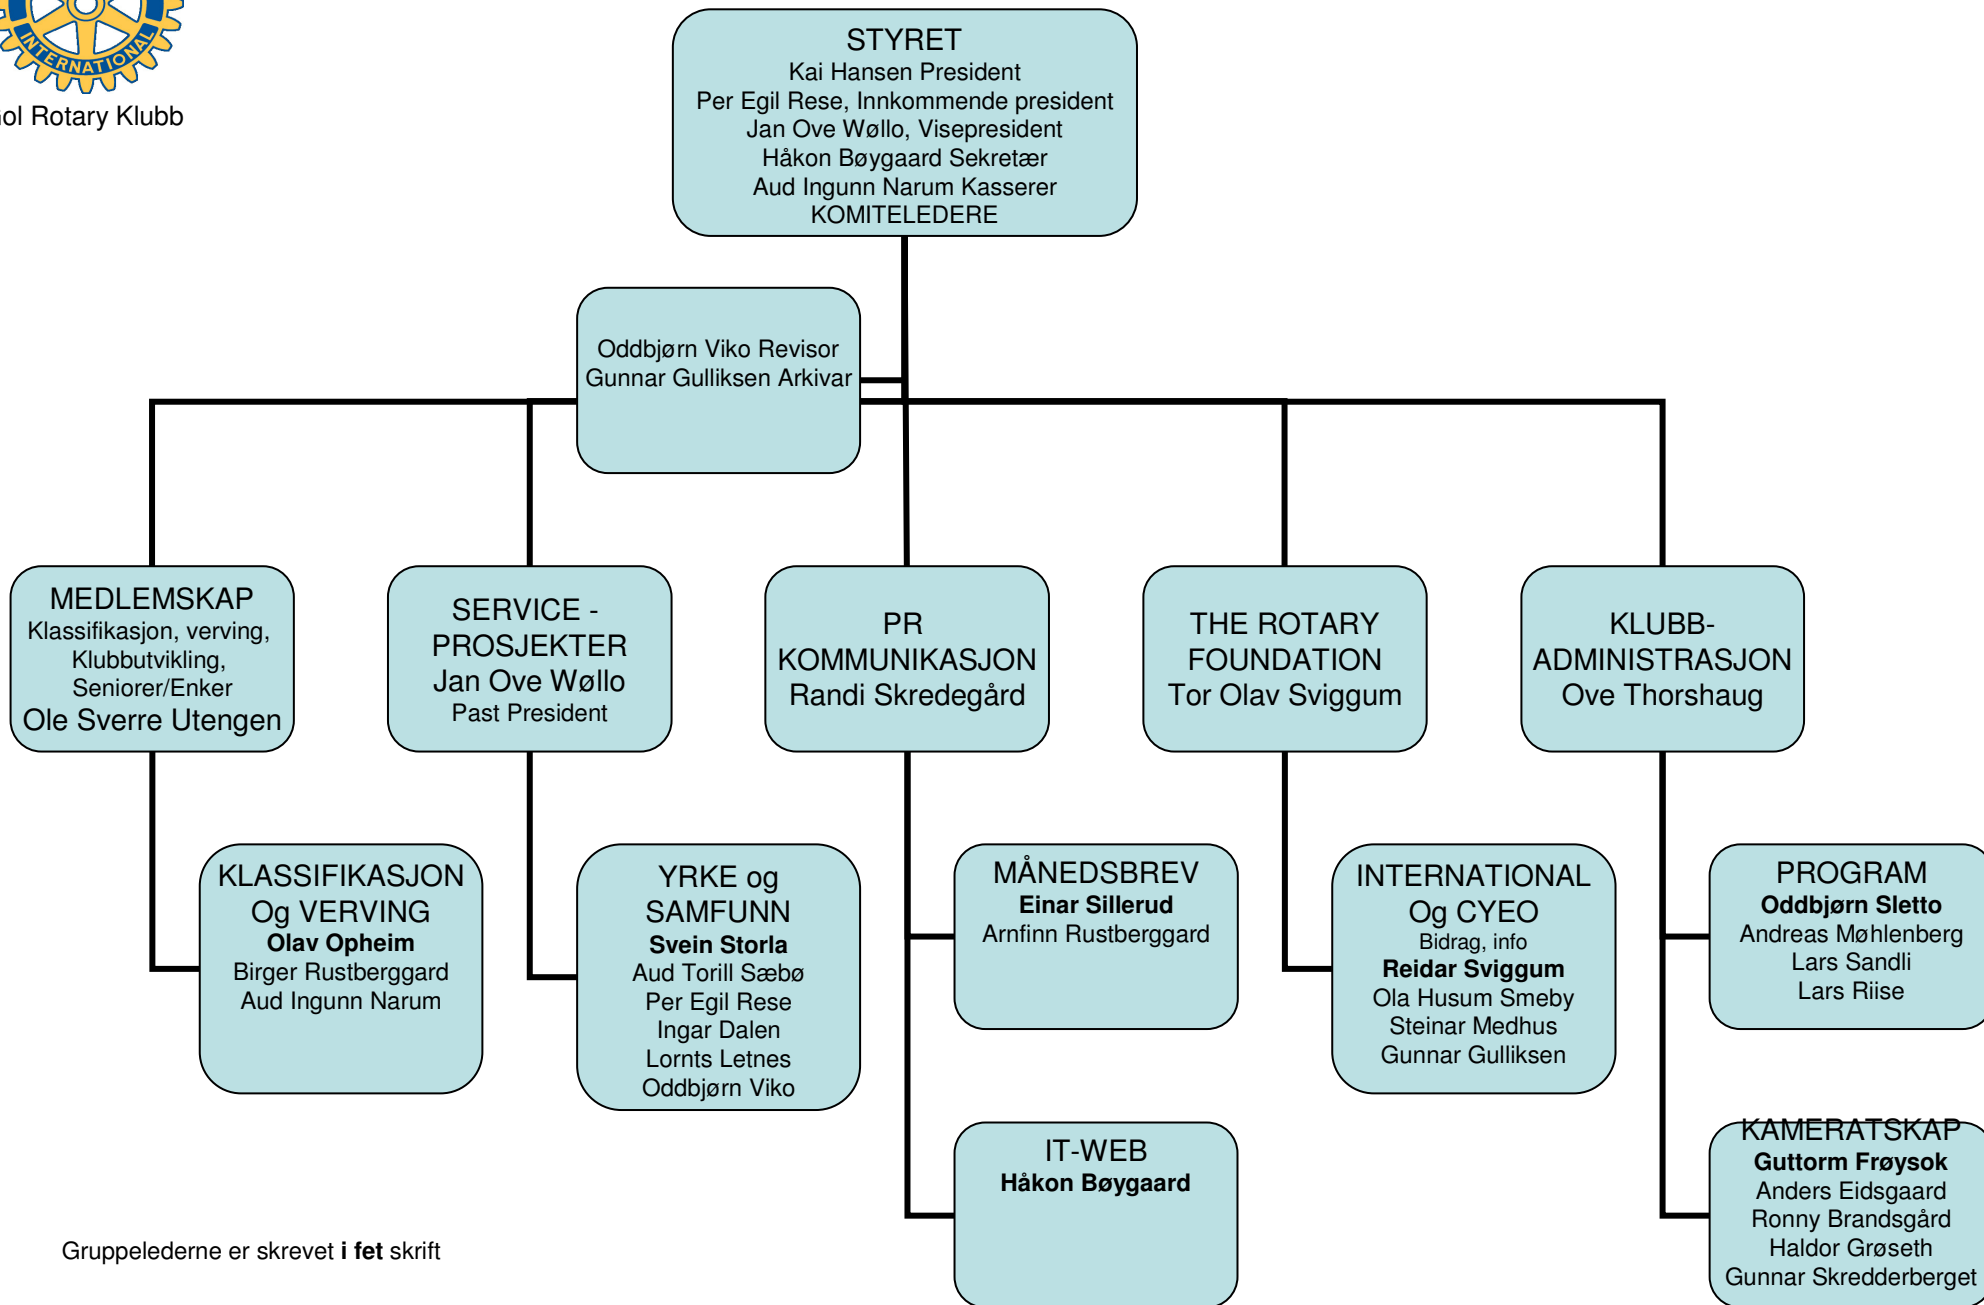 INTERNATIONAL
ol Rotary Klubb
STYRET
Kai Hansen President
Per Egil Rese, Innkommende president
Jan Ove Wøllo, Visepresident
Håkon Bøygaard Sekretær
Aud Ingunn Narum Kasserer
KOMITELEDERE
Oddbjørn Viko Revisor
Gunnar Gulliksen Arkivar
MEDLEMSKAP
Klassifikasjon, verving,
Klubbutvikling,
Seniorer/Enker
Ole Sverre Utengen
SERVICE -
PROSJEKTER
Jan Ove Wøllo
Past President
PR
KOMMUNIKASJON
Randi Skredegård
THE ROTARY
FOUNDATION
Tor Olav Sviggum
KLUBB-
ADMINISTRASJON
Ove Thorshaug
KLASSIFIKASJON
Og VERVING
Olav Opheim
Birger Rustberggard
Aud Ingunn Narum
YRKE og
SAMFUNN
Svein Storla
Aud Torill Sæbø
Per Egil Rese
Ingar Dalen
Lornts Letnes
Oddbjørn Viko
MÅNEDSBREV
Einar Sillerud
Arnfinn Rustberggard
INTERNATIONAL
Og CYEO
Bidrag, info
Reidar Sviggum
Ola Husum Smeby
Steinar Medhus
Gunnar Gulliksen
PROGRAM
Oddbjørn Sletto
Andreas Møhlenberg
Lars Sandli
Lars Riise
IT-WEB
Håkon Bøygaard
KAMERATSKAP
Guttorm Frøysok
Anders Eidsgaard
Ronny Brandsgård
Haldor Grøseth
Gunnar Skredderberget
Gruppelederne er skrevet i fet skrift